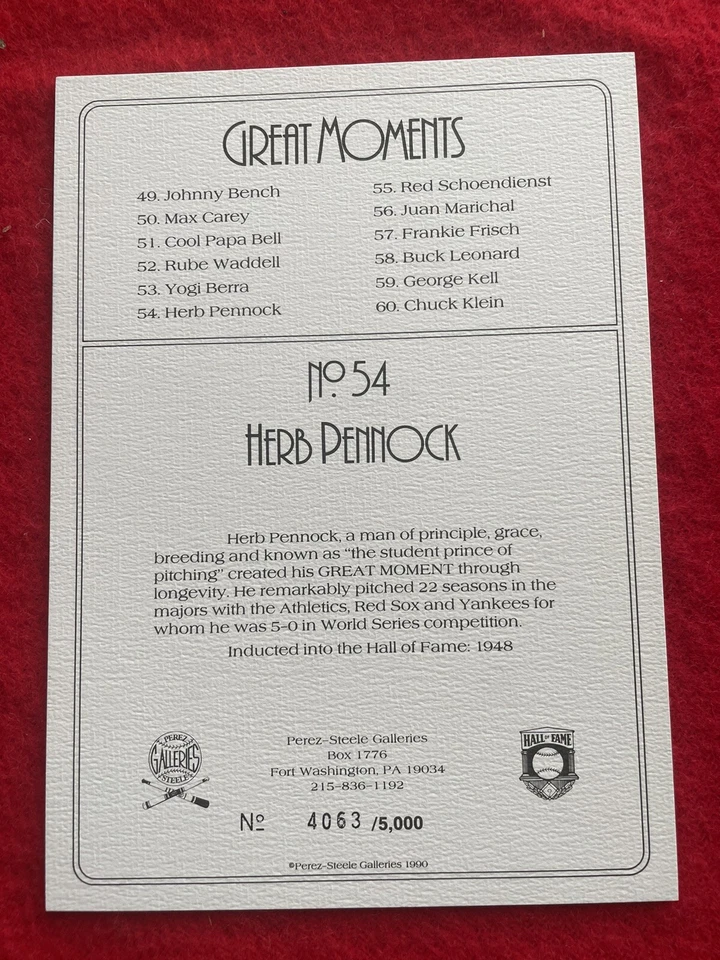 GREAT MOMENTS
49. Johnny Bench
50. Max Carey
51. Cool Papa Bell
52. Rube Waddell
53. Yogi Berra
54. Herb Pennock
55. Red Schoendienst
56. Juan Marichal
57. Frankie Frisch
58. Buck Leonard
59. George Kell
60. Chuck Klein
Nº. 54
HERB PENNOCK
Herb Pennock, a man of principle, grace,
breeding and known as "the student prince of
pitching" created his GREAT MOMENT through
longevity. He remarkably pitched 22 seasons in the
majors with the Athletics, Red Sox and Yankees for
whom he was 5-0 in World Series competition.
Inducted into the Hall of Fame: 1948
PEREZ
GALLERIES
STEELE
Perez-Steele Galleries
Box 1776
Fort Washington, PA 19034
215-836-1192
HALL OF FAME
Nº 4063 /5,000
©Perez-Steele Galleries 1990